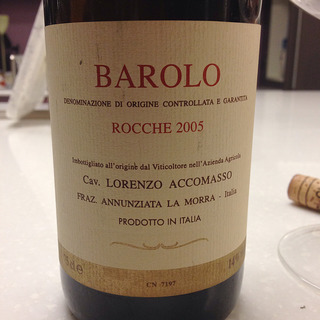 BAROLO
DENOMINAZIONE DI ORIGINE CONTROLLATA E GARANTITA
ROCCHE 2005
Imbottigliato all'origine dal Viticoltore nell'Azienda Agricola
Cav. LORENZO ACCOMASSO
FRAZ. ANNUNZIATA LA MORRA - Italia
PRODOTTO IN ITALIA